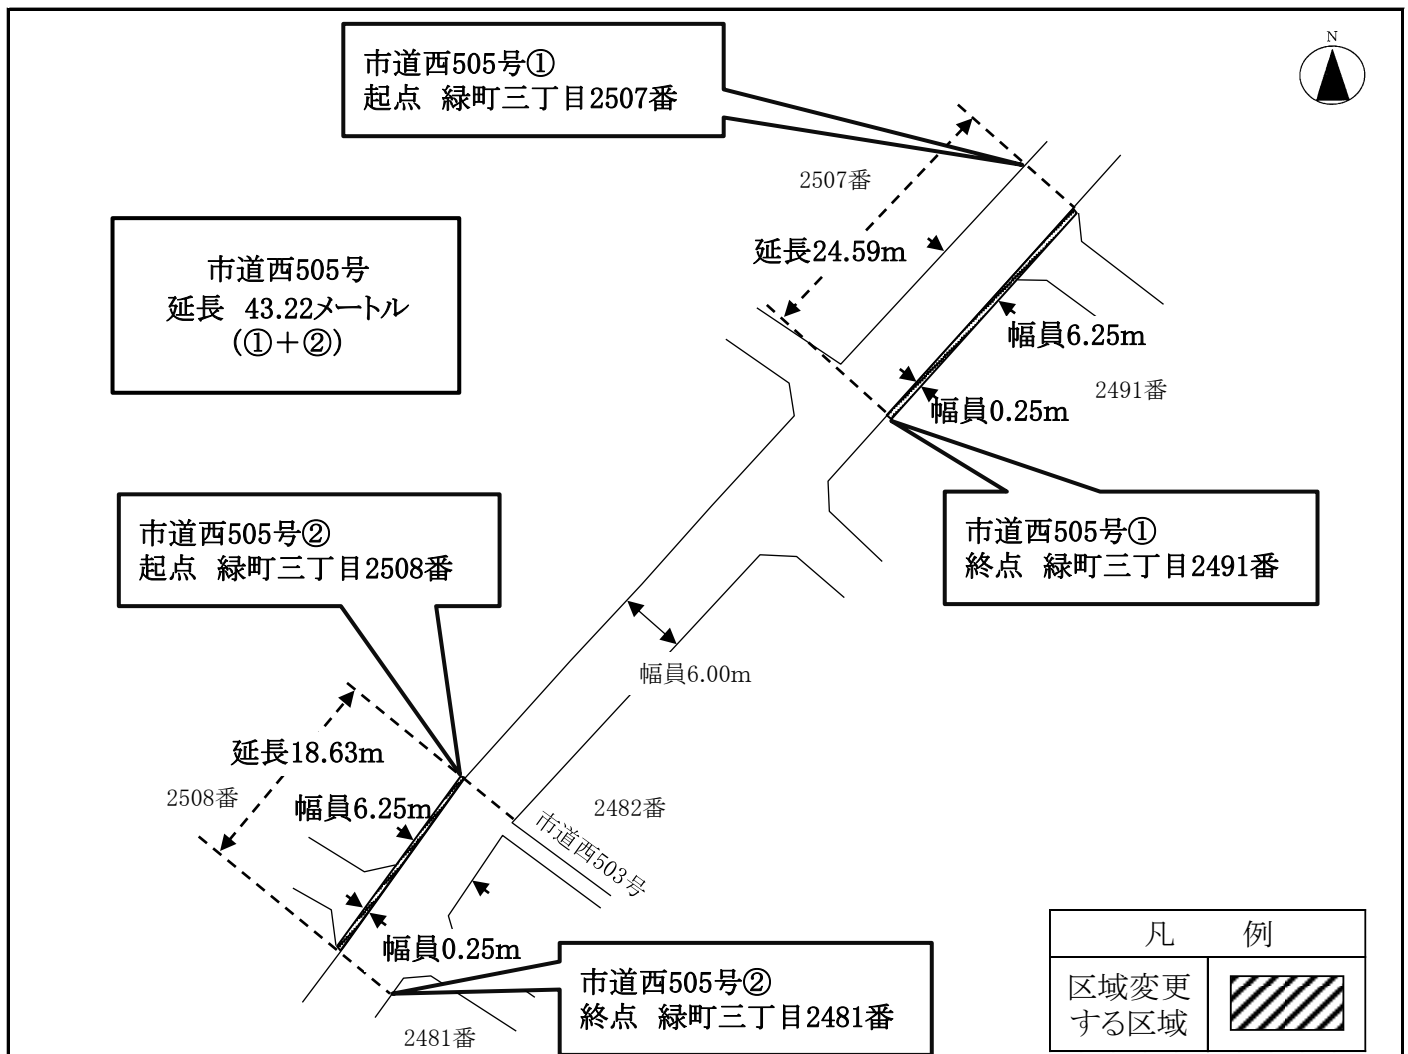 市道西505号①
起点 緑町三丁目2507番
N
2507番
延長24.59m
市道西505号
延長 43.22メートル
(①+②)
幅員6.25m
2491番
幅員0.25m
市道西505号②
起点 緑町三丁目2508番
市道西505号①
終点 緑町三丁目2491番
幅員6.00m
延長18.63m
2508番
幅員6.25m
2482番
市道西503号
幅員0.25m
市道西505号②
終点 緑町三丁目2481番
2481番
凡 例
区域変更
する区域